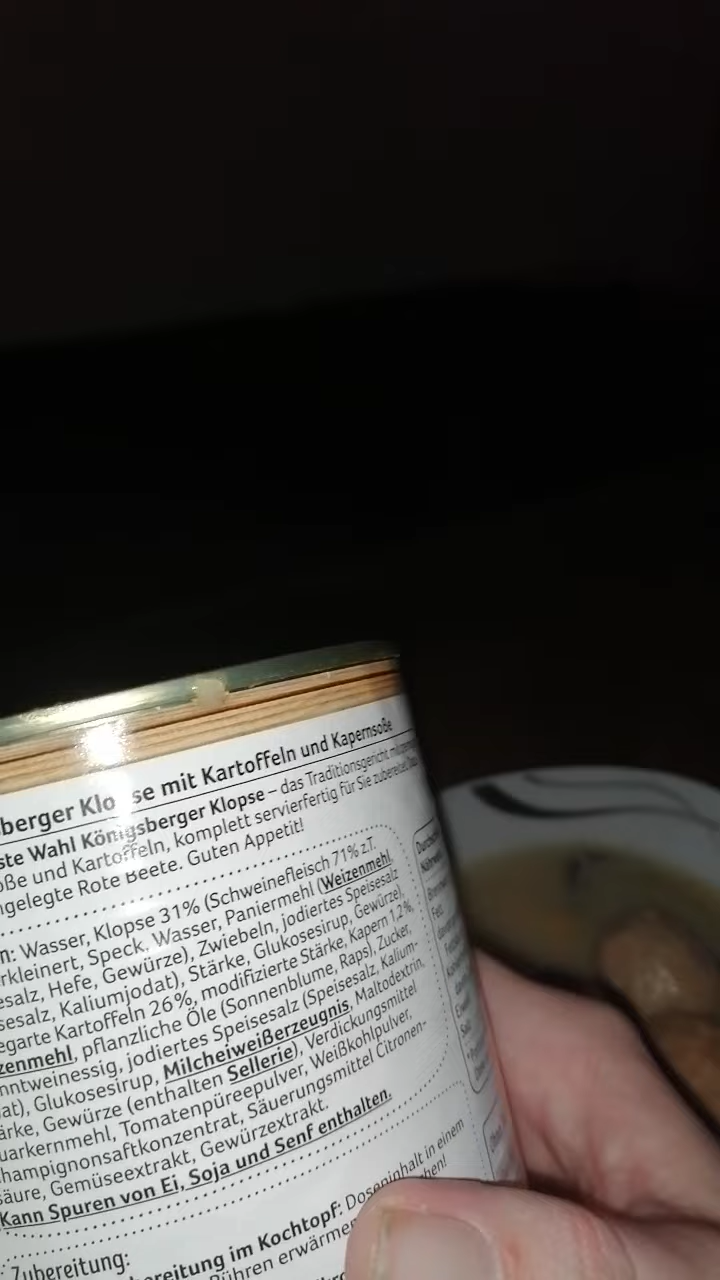 berger Klopse mit Kartoffeln und Kapernsoße
ste Wahl Königsberger Klopse – das Traditionsgericht
oße und Kartoffeln, komplett servierfertig für Sie zubereitet.
ngelegte Rote Beete. Guten Appetit!
n: Wasser, Klopse 31% (Schweinefleisch 71% z.T.
rkleinert, Speck, Wasser, Paniermehl (Weizenmehl,
esalz, Hefe, Gewürze), Zwiebeln, jodiertes Speisesalz
sesalz, Kaliumjodat), Stärke, Glukosesirup, Gewürze),
egarte Kartoffeln 26%, modifizierte Stärke, Kapern 1,2%,
zenmehl, pflanzliche Öle (Sonnenblume, Raps), Zucker,
nntweinessig, jodiertes Speisesalz (Speisesalz, Kalium-
at), Glukosesirup, Milcheiweißerzeugnis, Maltodextrin,
ärke, Gewürze (enthalten Sellerie), Verdickungsmittel
uarkernmehl, Tomatenpüreepulver, Weißkohlpulver,
hampignonsaftkonzentrat, Säuerungsmittel Citronen-
säure, Gemüseextrakt, Gewürzextrakt.
Kann Spuren von Ei, Soja und Senf enthalten.
Zubereitung:
bereitung im Kochtopf: Doseninhalt in einem
Rühren erwärmen